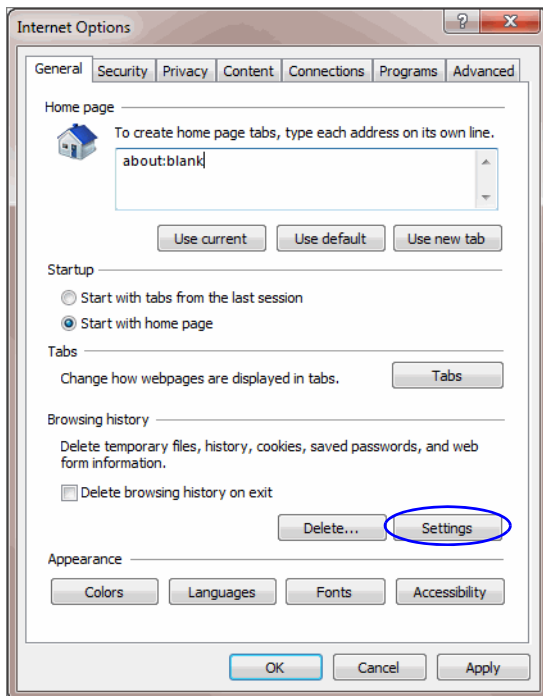 Internet Options
?
X
General Security Privacy Content Connections Programs Advanced
Home page
To create home page tabs, type each address on its own line.
about:blank
Use current Use default Use new tab
Startup
Start with tabs from the last session
Start with home page
Tabs
Change how webpages are displayed in tabs. Tabs
Browsing history
Delete temporary files, history, cookies, saved passwords, and web
form information.
Delete browsing history on exit
Delete... Settings
Appearance
Colors Languages Fonts Accessibility
OK Cancel Apply